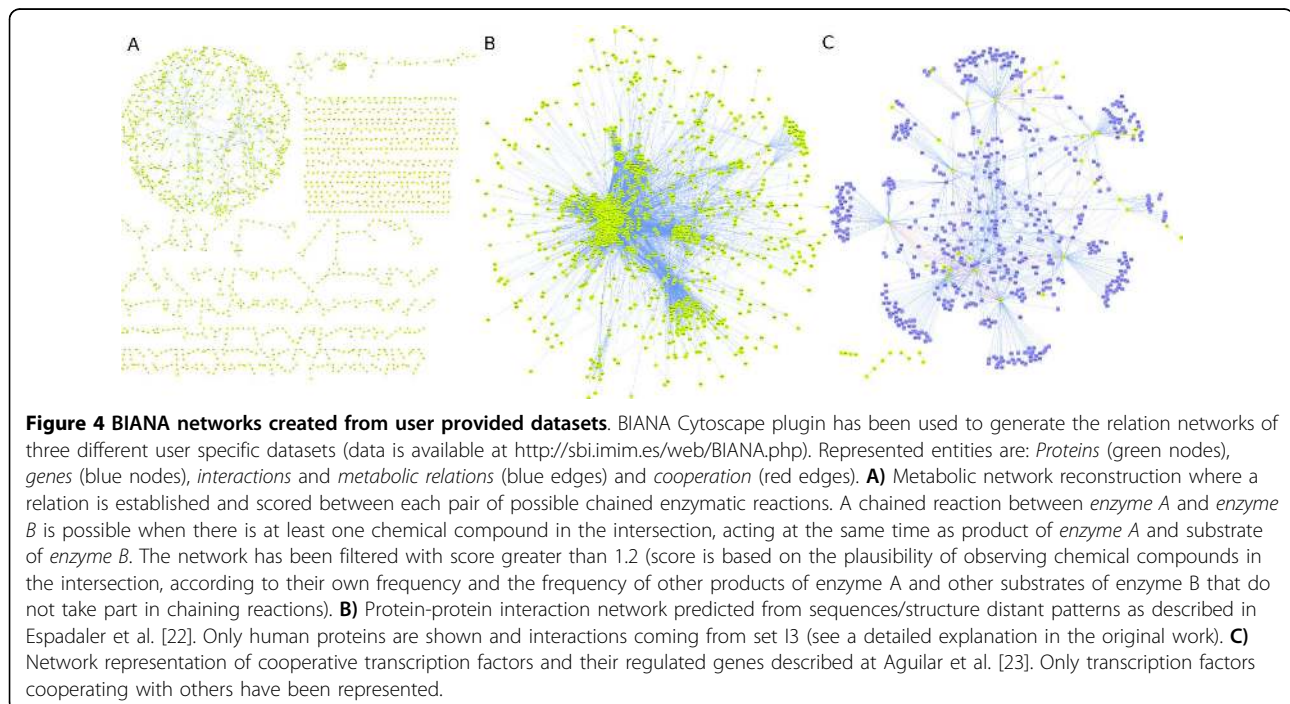 A
B
C
Figure 4 BIANA networks created from user provided datasets. BIANA Cytoscape plugin has been used to generate the relation networks of
three different user specific datasets (data is available at http://sbi.imim.es/web/BIANA.php). Represented entities are: Proteins (green nodes),
genes (blue nodes), interactions and metabolic relations (blue edges) and cooperation (red edges). A) Metabolic network reconstruction where a
relation is established and scored between each pair of possible chained enzymatic reactions. A chained reaction between enzyme A and enzyme
B is possible when there is at least one chemical compound in the intersection, acting at the same time as product of enzyme A and substrate
of enzyme B. The network has been filtered with score greater than 1.2 (score is based on the plausibility of observing chemical compounds in
the intersection, according to their own frequency and the frequency of other products of enzyme A and other substrates of enzyme B that do
not take part in chaining reactions). B) Protein-protein interaction network predicted from sequences/structure distant patterns as described in
Espadaler et al. [22]. Only human proteins are shown and interactions coming from set I3 (see a detailed explanation in the original work). C)
Network representation of cooperative transcription factors and their regulated genes described at Aguilar et al. [23]. Only transcription factors
cooperating with others have been represented.